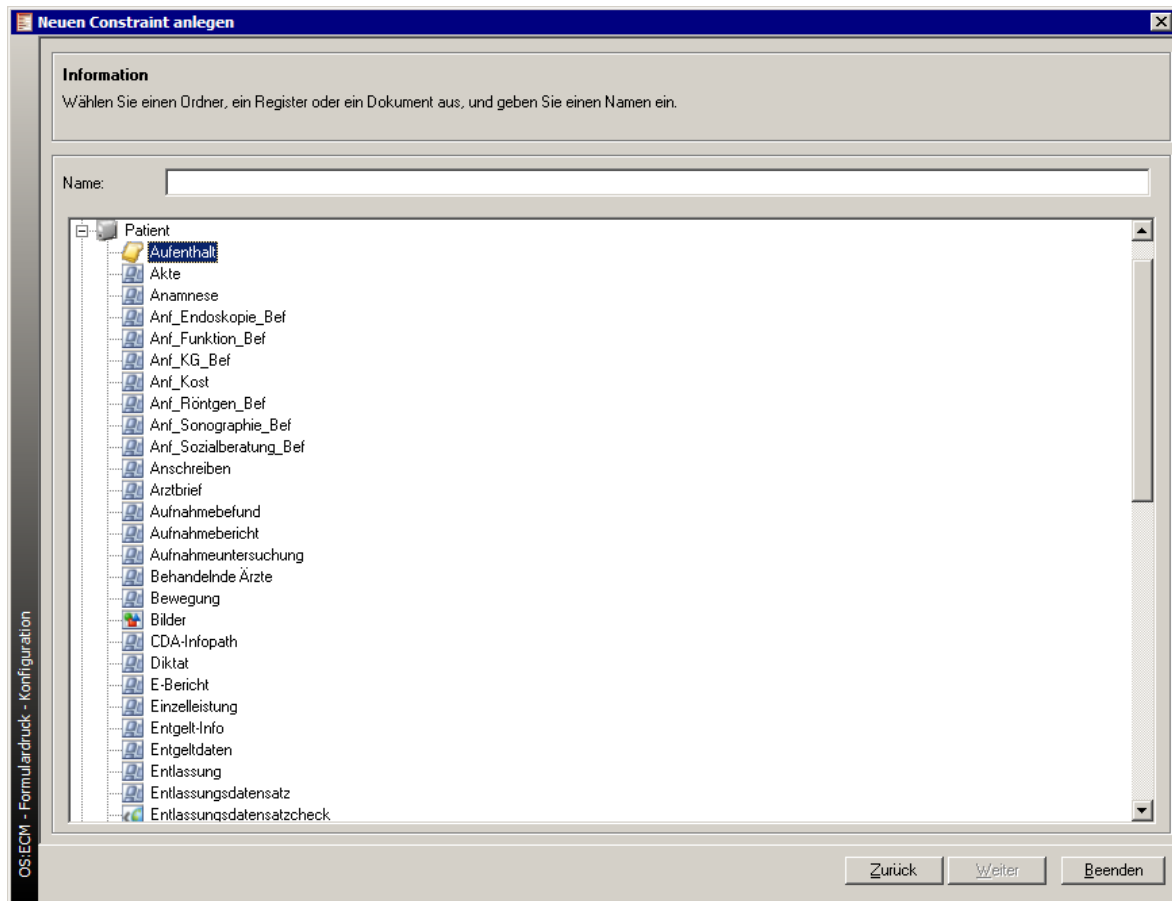 Neuen Constraint anlegen
Information
Wählen Sie einen Ordner, ein Register oder ein Dokument aus, und geben Sie einen Namen ein.
Name:
Patient
Aufenthalt
Akte
Anamnese
Anf_Endoskopie_Bef
Anf_Funktion_Bef
Anf_KG_Bef
Anf_Kost
Anf_Röntgen_Bef
Anf_Sonographie_Bef
Anf_Sozialberatung_Bef
Anschreiben
Arztbrief
Aufnahmebefund
Aufnahmebericht
Aufnahmeuntersuchung
Behandelnde Ärzte
Bewegung
Bilder
CDA-Infopath
Diktat
E-Bericht
Einzelleistung
Entgelt-Info
Entgeltdaten
Entlassung
Entlassungsdatensatz
Entlassungsdatensatzcheck
OS:ECM - Formulardruck - Konfiguration
Zurück
Weiter
Beenden